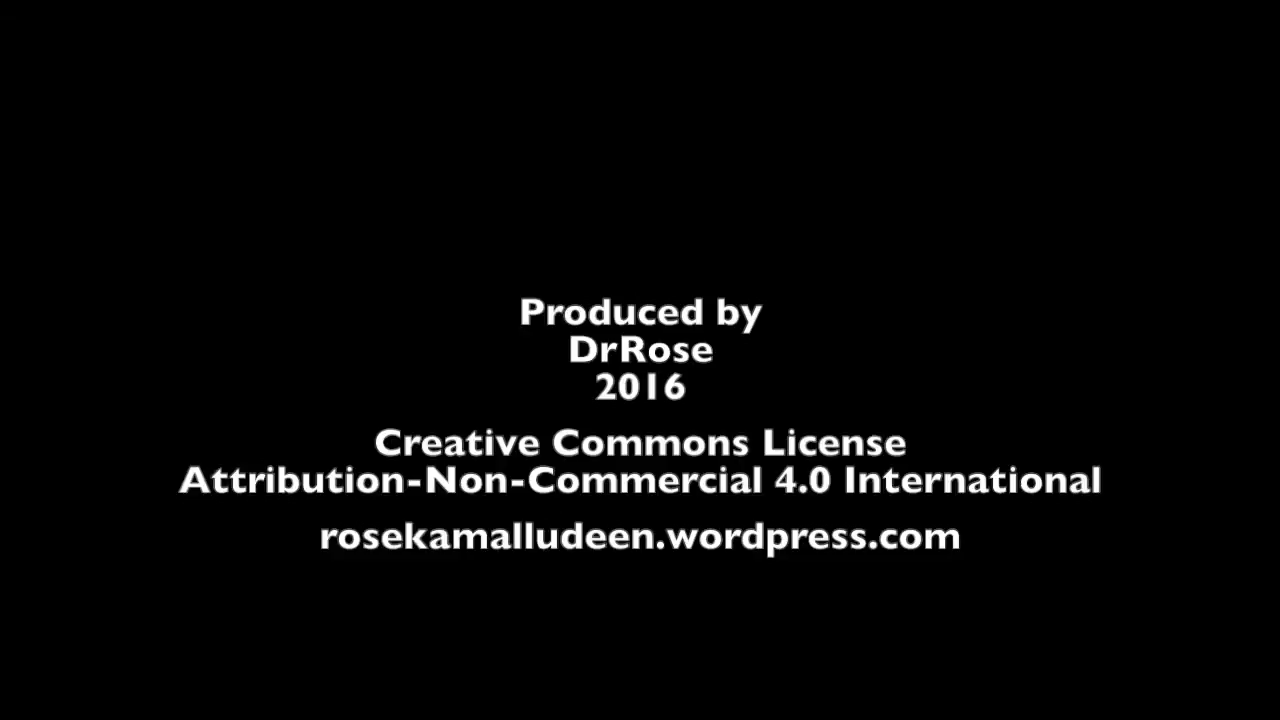 Produced by
DrRose
2016
Creative Commons License
Attribution-Non-Commercial 4.0 International
rosekamalludeen.wordpress.com